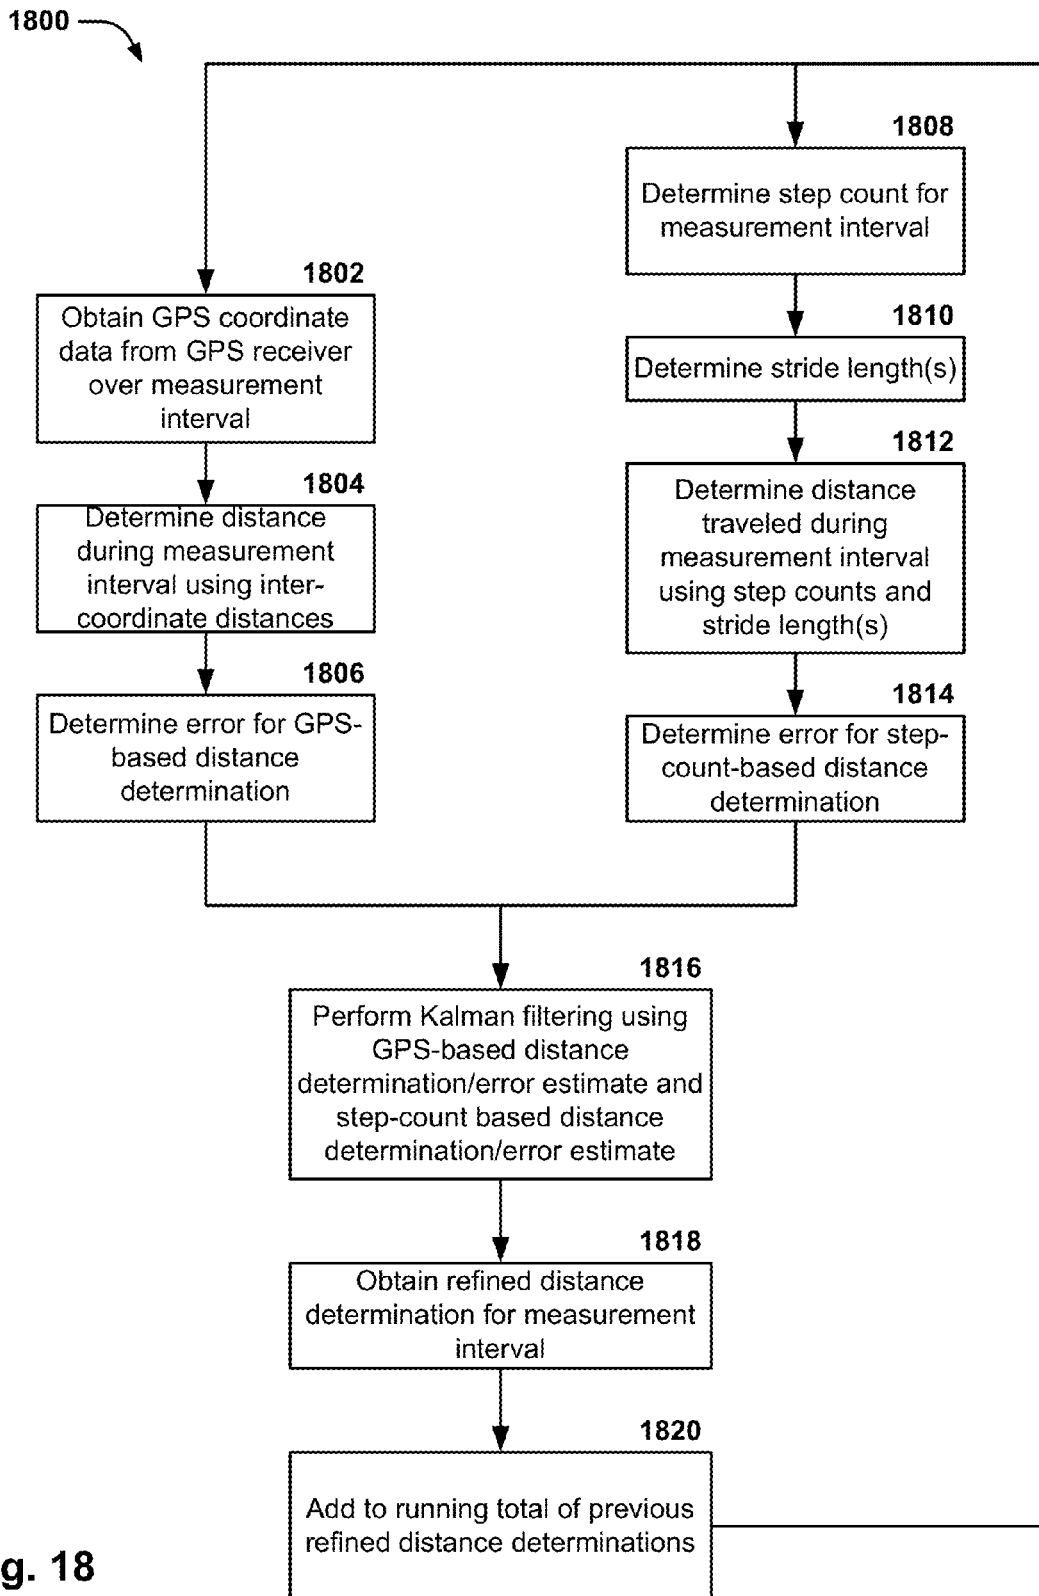 1800
1802
Obtain GPS coordinate
data from GPS receiver
over measurement
interval
1804
Determine distance
during measurement
interval using inter-
coordinate distances
1806
Determine error for GPS-
based distance
determination
1808
Determine step count for
measurement interval
1810
Determine stride length(s)
1812
Determine distance
traveled during
measurement interval
using step counts and
stride length(s)
1814
Determine error for step-
count-based distance
determination
1816
Perform Kalman filtering using
GPS-based distance
determination/error estimate and
step-count based distance
determination/error estimate
1818
Obtain refined distance
determination for measurement
interval
1820
Add to running total of previous
refined distance determinations
g. 18